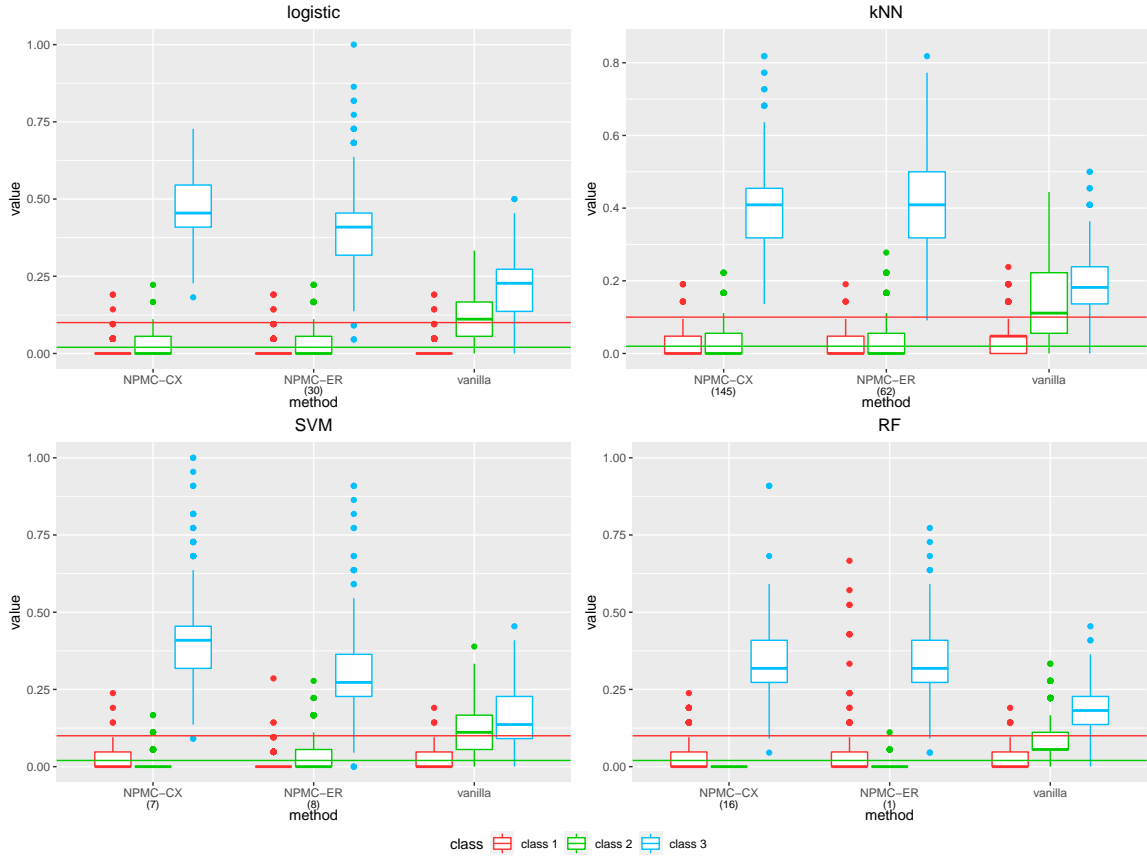 logistic
value
1.00
0.75
0.50
0.25
0.00
NPMC−CX
NPMC−ER
(30)
vanilla
method
kNN
value
0.8
0.6
0.4
0.2
0.0
NPMC−CX
(145)
NPMC−ER
(62)
vanilla
method
SVM
value
1.00
0.75
0.50
0.25
0.00
NPMC−CX
(7)
NPMC−ER
(8)
vanilla
method
RF
value
1.00
0.75
0.50
0.25
0.00
NPMC−CX
(16)
NPMC−ER
(1)
vanilla
method
class class 1 class 2 class 3